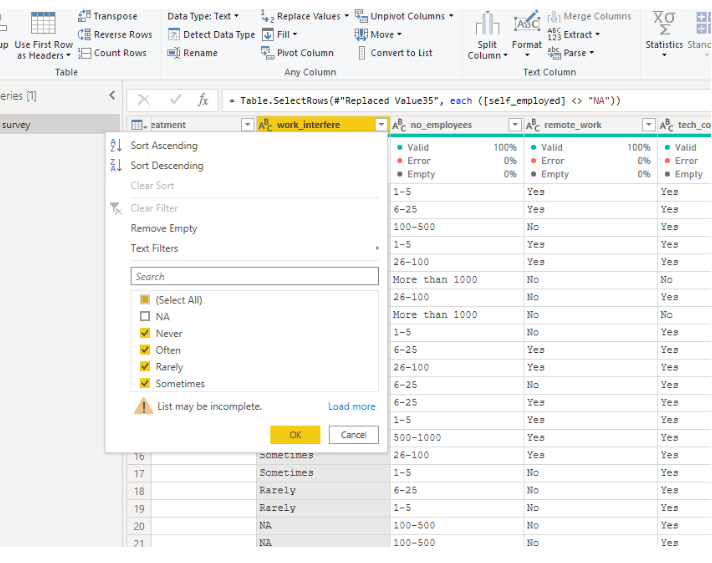 Transpose Data Type: Text Replace Values Unpivot Columns Merge Columns
Reverse Rows Detect Data Type Fill Move Extract
Use First Row
as Headers Count Rows Rename Pivot Column Convert to List Split
Column Format Parse Statistics
Table Any Column Text Column
[1]
= Table.SelectRows(#"Replaced Value35", each ([self_employed] <> "NA"))
survey
work_interfere no_employees remote_work
Sort Ascending
Sort Descending
Clear Sort
Clear Filter
Remove Empty
Text Filters
Search
(Select All)
NA
Never
Often
Rarely
Sometimes
List may be incomplete. Load more
OK Cancel
Valid 100% Valid 100% Valid
Error 0% Error 0% Error
Empty 0% Empty 0% Empty
1-5 Yes Yes
6-25 Yes Yes
100-500 No Yes
1-5 Yes Yes
26-100 Yes Yes
More than 1000 No No
26-100 No Yes
More than 1000 No No
1-5 No Yes
6-25 Yes Yes
26-100 Yes Yes
6-25 No Yes
6-25 Yes Yes
1-5 Yes Yes
500-1000 Yes Yes
16 Sometimes 26-100 Yes Yes
17 Sometimes 1-5 No Yes
18 Rarely 6-25 No Yes
19 Rarely 1-5 No Yes
20 NA 100-500 No Yes
21 NA 100-500 No Yes